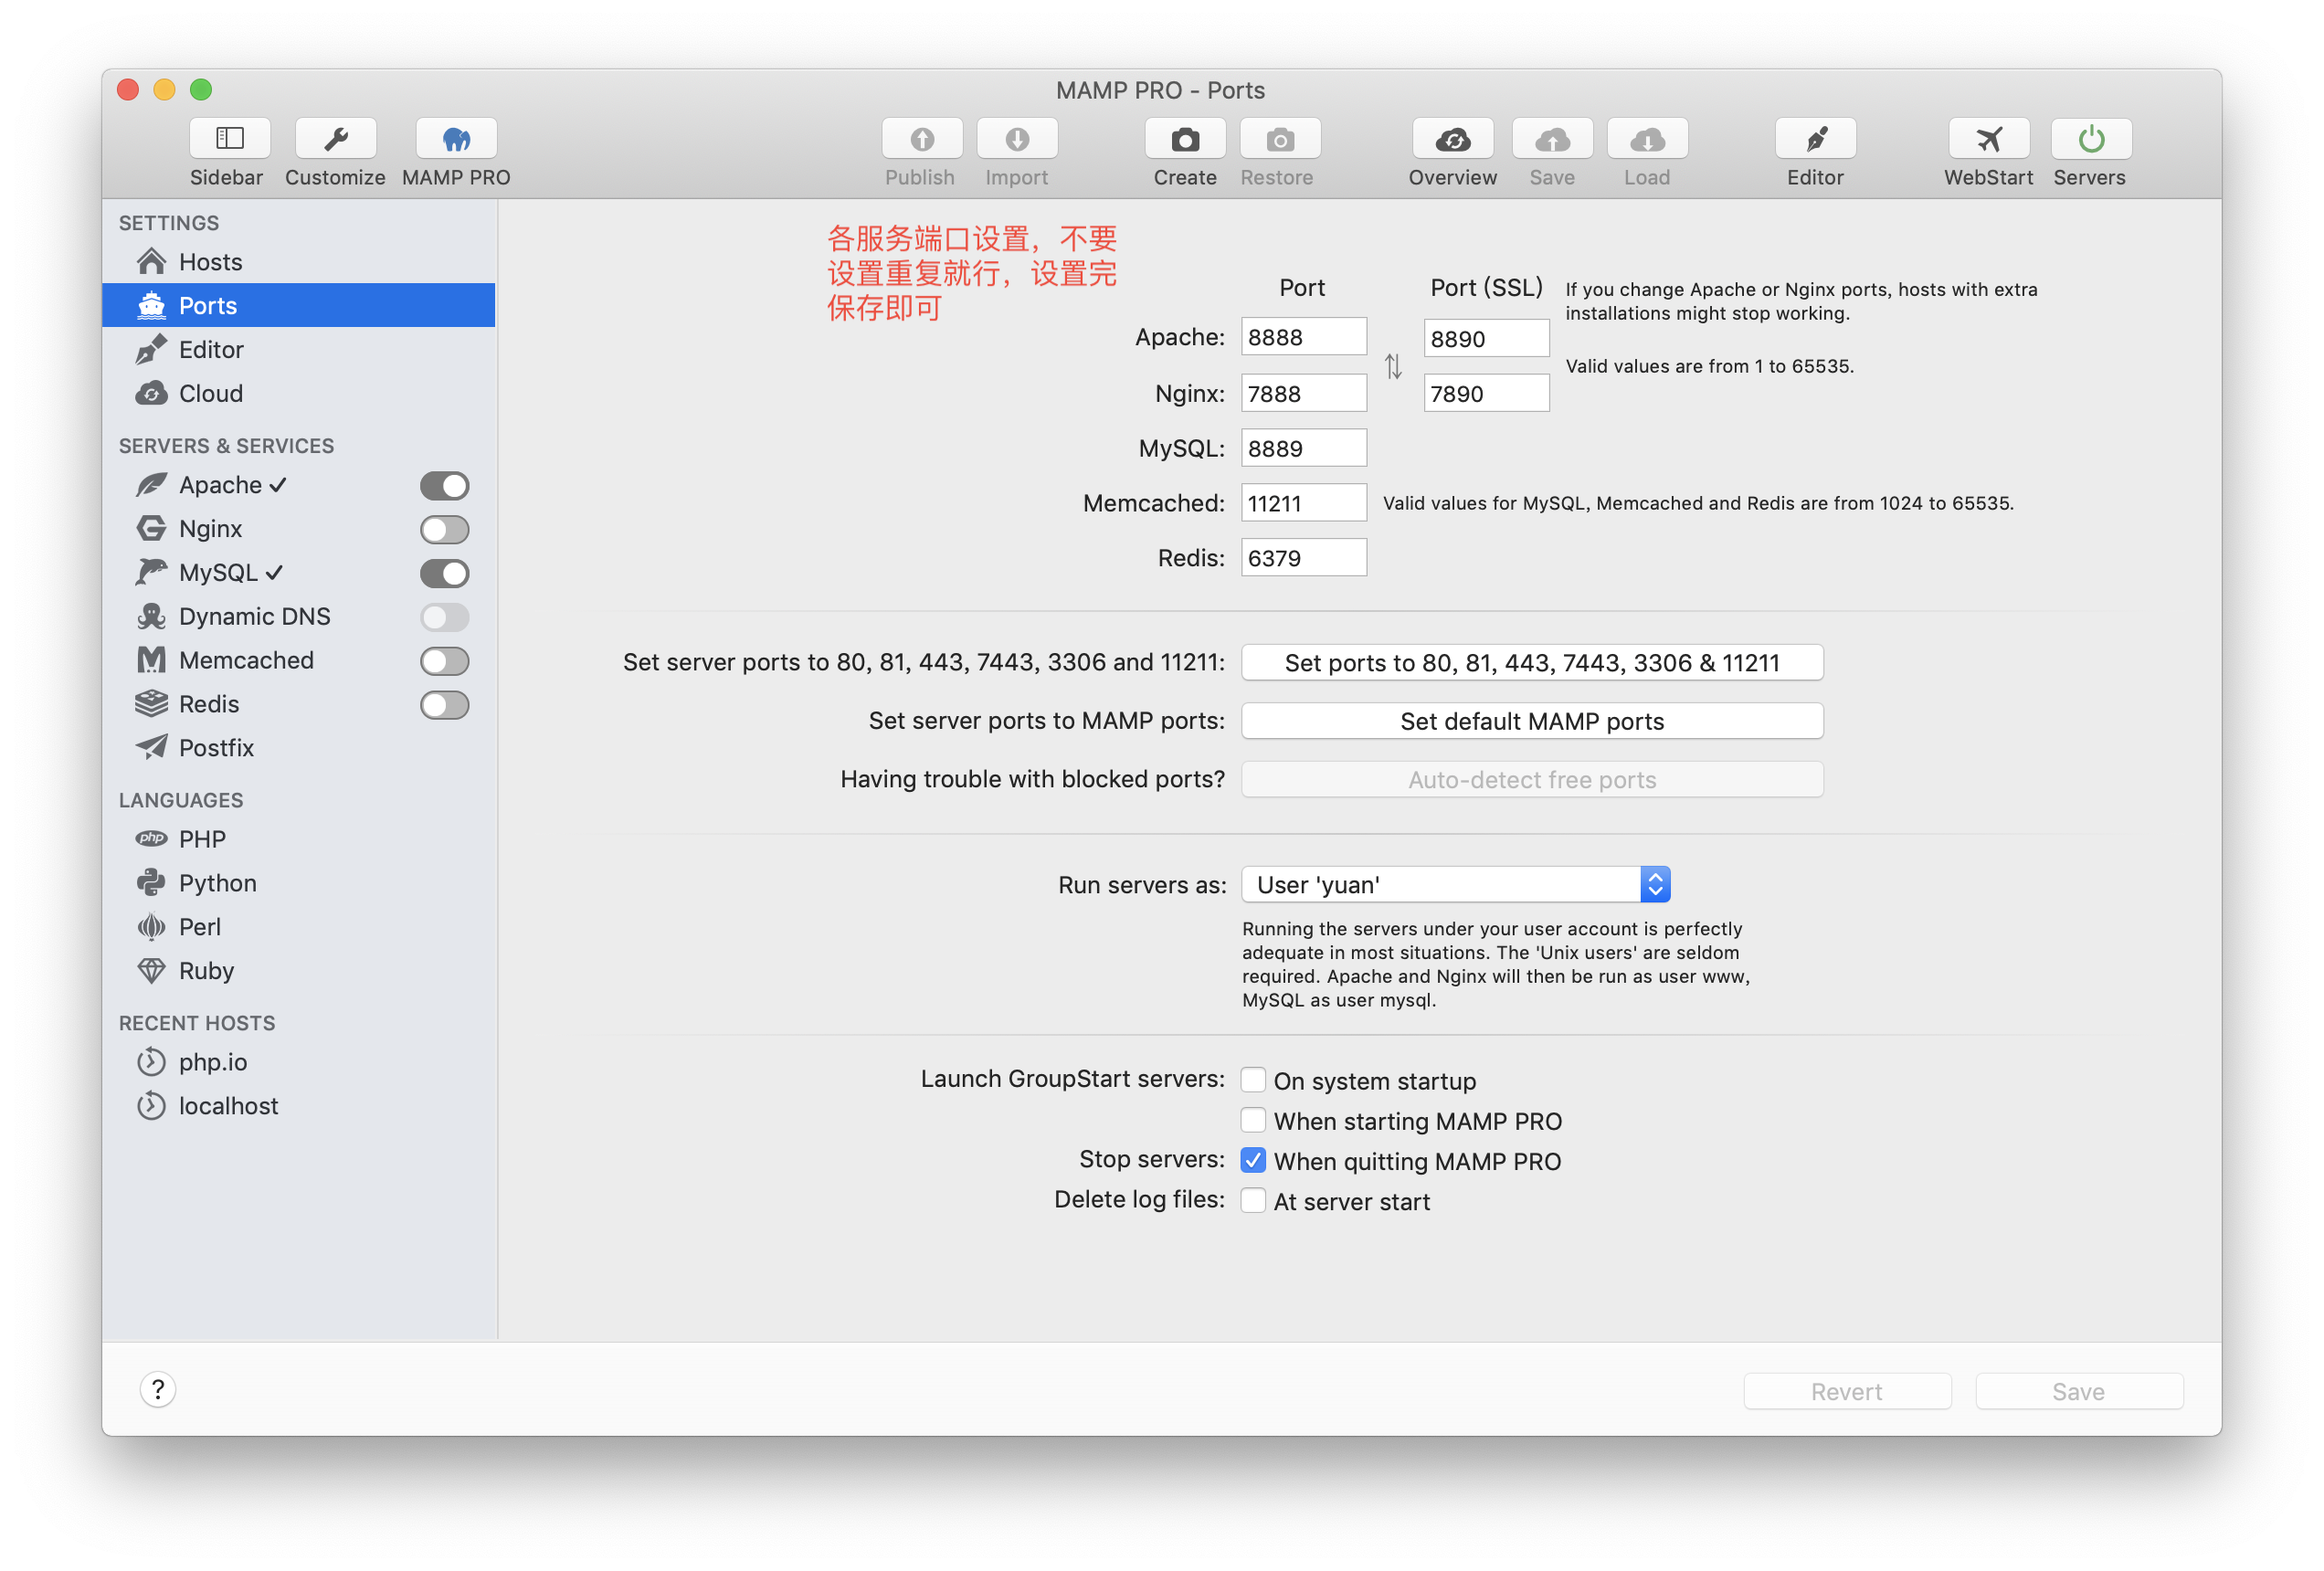 MAMP PRO - Ports
Sidebar Customize MAMP PRO Publish Import Create Restore Overview Save Load Editor WebStart Servers
SETTINGS
Hosts
Ports
Editor
Cloud
SERVERS & SERVICES
Apache ✓
Nginx
MySQL ✓
Dynamic DNS
Memcached
Redis
Postfix
LANGUAGES
php PHP
Python
Perl
Ruby
RECENT HOSTS
php.io
localhost
各服务端口设置，不要
设置重复就行，设置完
保存即可
Port Port (SSL)
If you change Apache or Nginx ports, hosts with extra
installations might stop working.
Apache: 8888 8890
Valid values are from 1 to 65535.
Nginx: 7888 7890
MySQL: 8889
Memcached: 11211 Valid values for MySQL, Memcached and Redis are from 1024 to 65535.
Redis: 6379
Set server ports to 80, 81, 443, 7443, 3306 and 11211: Set ports to 80, 81, 443, 7443, 3306 & 11211
Set server ports to MAMP ports: Set default MAMP ports
Having trouble with blocked ports? Auto-detect free ports
Run servers as: User 'yuan'
Running the servers under your user account is perfectly
adequate in most situations. The 'Unix users' are seldom
required. Apache and Nginx will then be run as user www,
MySQL as user mysql.
Launch GroupStart servers: On system startup
When starting MAMP PRO
Stop servers: When quitting MAMP PRO
Delete log files: At server start
? Revert Save